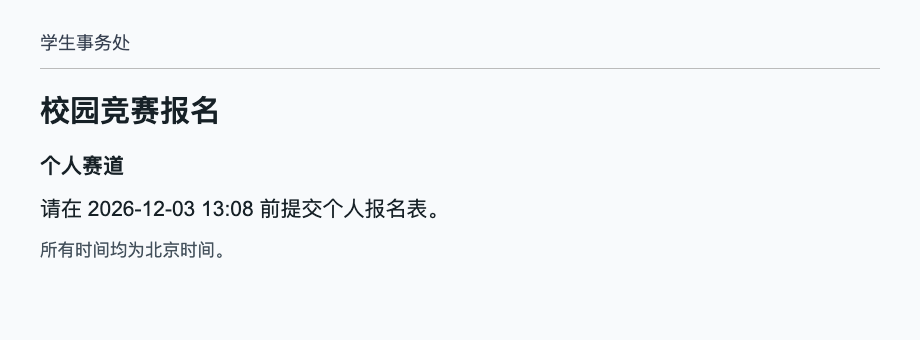 学生事务处
校园竞赛报名
个人赛道
请在 2026-12-03 13:08 前提交个人报名表。
所有时间均为北京时间。